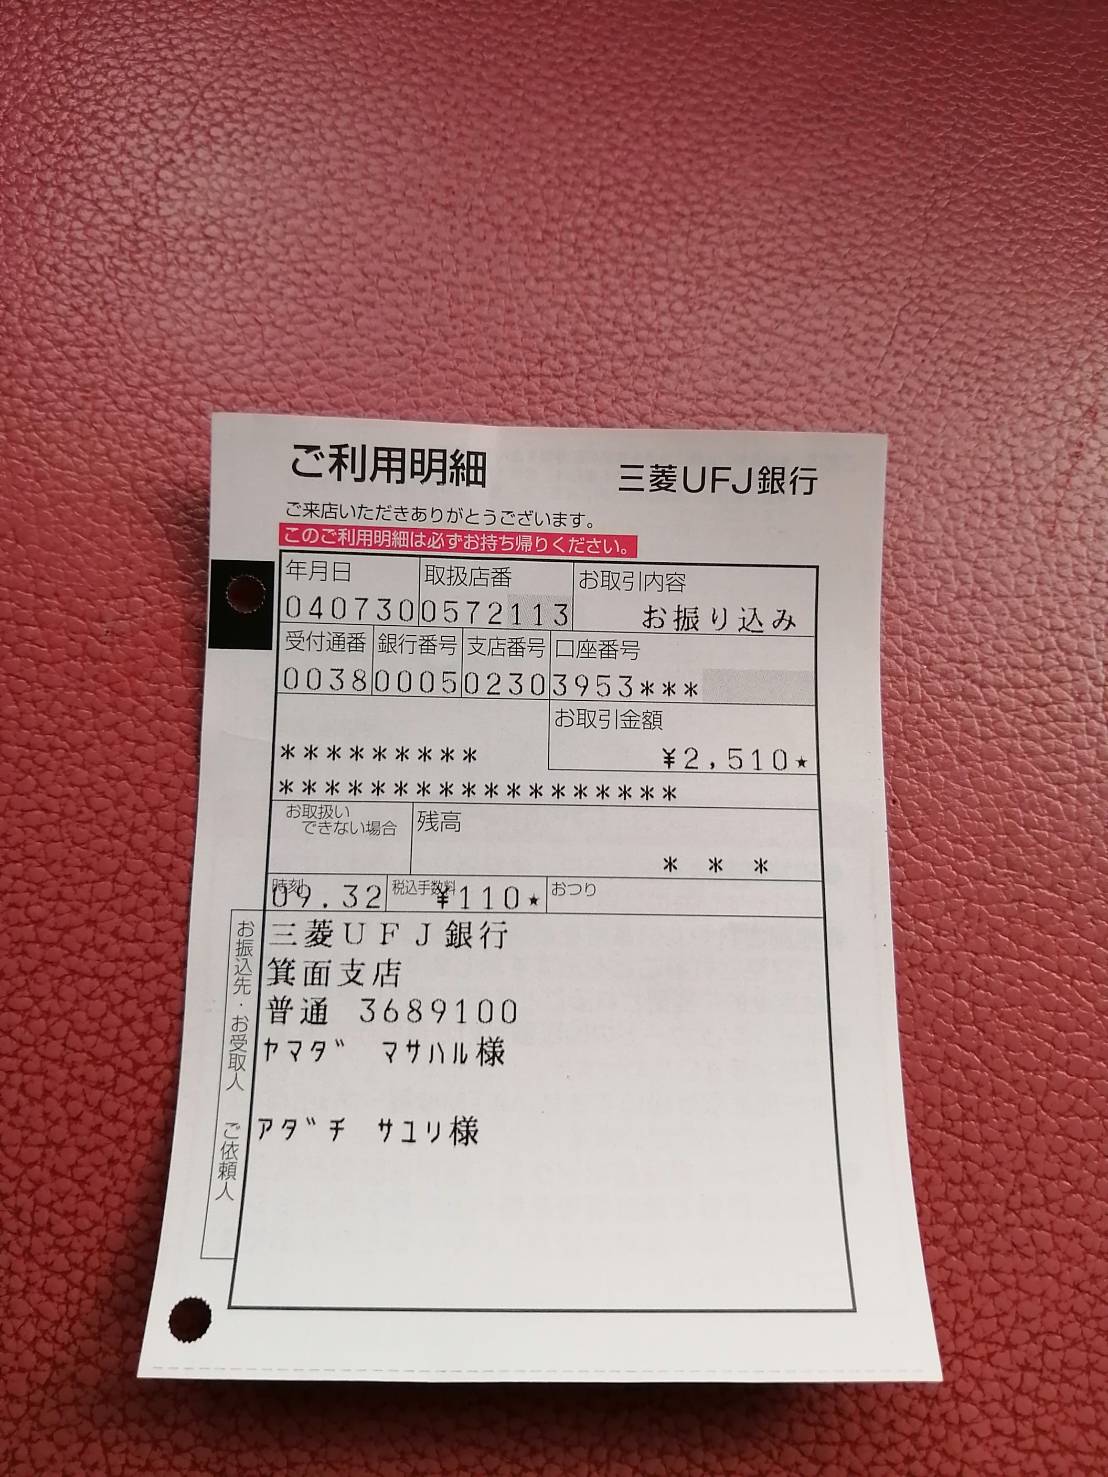 ご利用明細 三菱UFJ銀行
ご来店いただきありがとうございます。
このご利用明細は必ずお持ち帰りください。
年月日 取扱店番 お取引内容
040730 0572113 お振り込み
受付通番 銀行番号 支店番号 口座番号
0038 0005 0230 3953***
お取引金額
********* ¥2,510★
******************
お取扱いできない場合 残高
* * *
時刻 税込手数料 おつり
09.32 ¥110★
お振込先・お受取人
三菱UFJ銀行
箕面支店
普通 3689100
ヤマダ マサハル様
ご依頼人
アダチ サユリ様